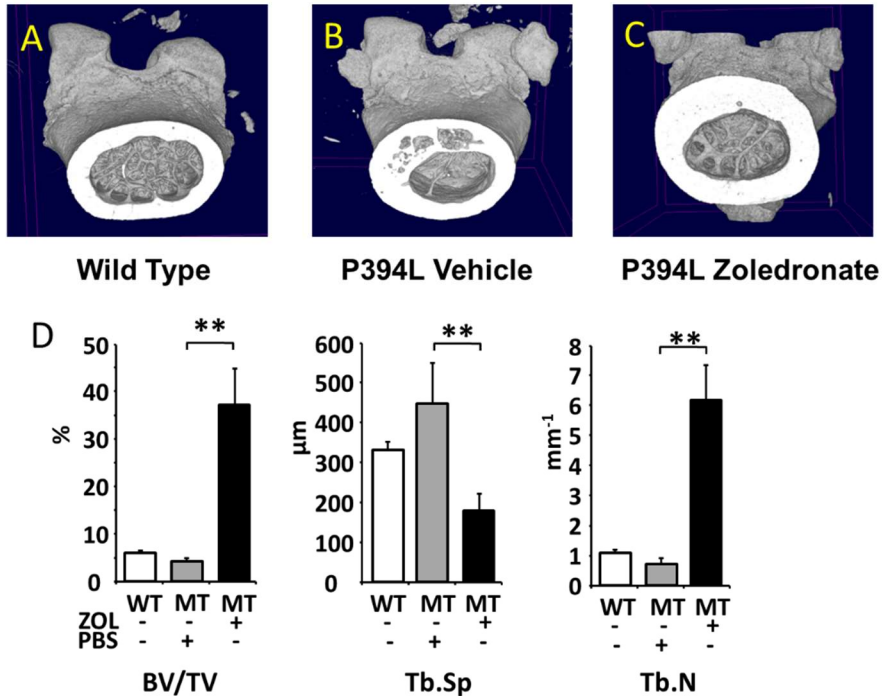 A
B
C
Wild Type
P394L Vehicle
P394L Zoledronate
D
50
40
30
20
10
0
%
**
WT MT MT
ZOL - - +
PBS - + -
BV/TV
600
500
400
300
200
100
0
µm
**
WT MT MT
- - +
- + -
Tb.Sp
8
7
6
5
4
3
2
1
0
mm-1
**
WT MT MT
- - +
- + -
Tb.N